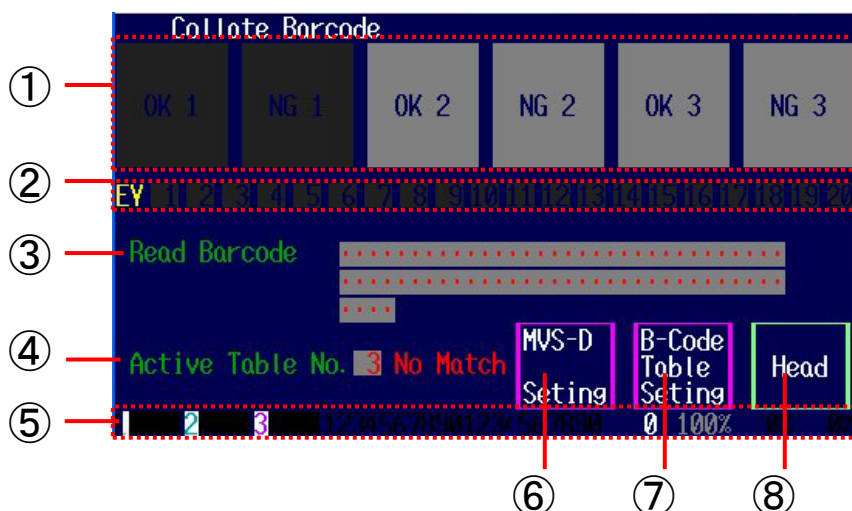 Collate Barcode
① OK 1 NG 1 OK 2 NG 2 OK 3 NG 3
② EY 1 2 3 4 5 6 7 8 9 10 11 12 13 14 15 16 17 18 19 20
③ Read Barcode
④ Active Table No. 3 No Match
MVS-D
Seting
B-Code
Table
Seting
Head
⑤ 2 3 12345678901234567890 0 100%
⑥ ⑦ ⑧